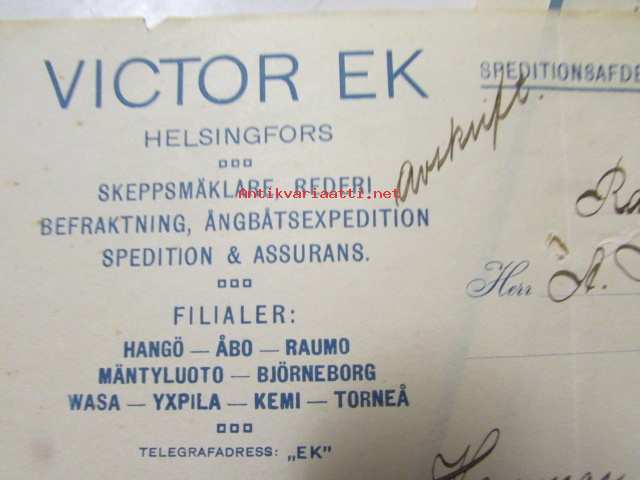 VICTOR EK
SPEDITIONSAFDE
HELSINGFORS
Avskrift.
SKEPPSMÄKLARE, REDERI
Antikvariaatti.net
BEFRAKTNING, ÅNGBÅTSEXPEDITION
SPEDITION & ASSURANS.
Herr A.
FILIALER:
HANGÖ — ÅBO — RAUMO
MÄNTYLUOTO — BJÖRNEBORG
WASA — YXPILA — KEMI — TORNEÅ
TELEGRAFADRESS: „EK"